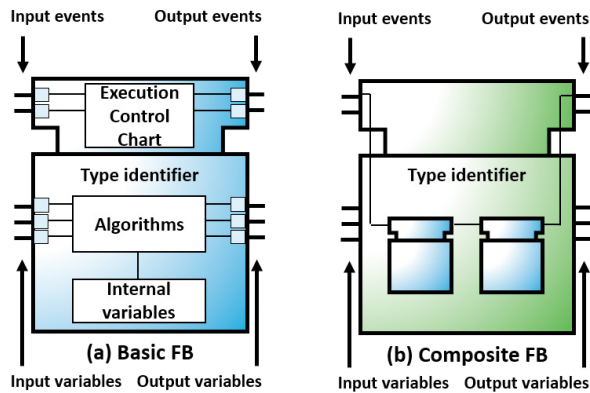 Input events
Output events
Execution
Control
Chart
Type identifier
Algorithms
Internal
variables
(a) Basic FB
Input variables
Output variables
Input events
Output events
Type identifier
(b) Composite FB
Input variables
Output variables